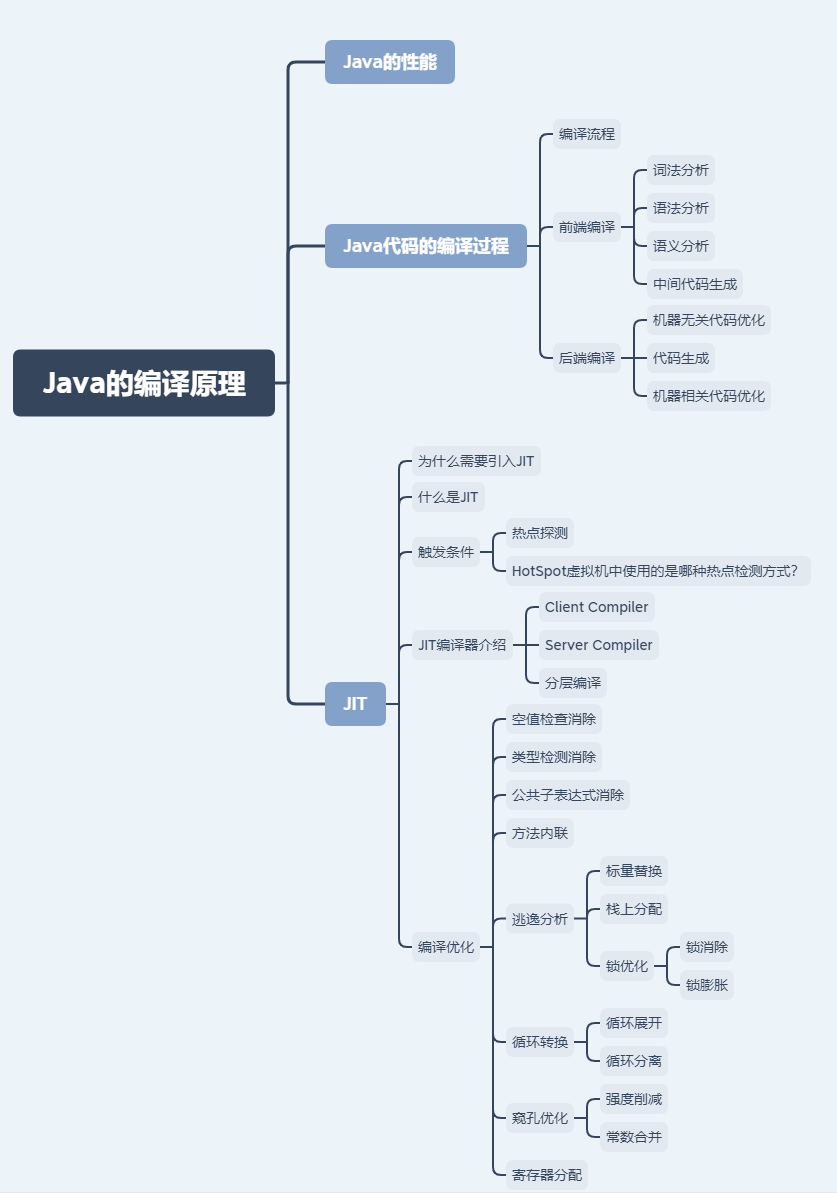 Java的性能
编译流程
词法分析
语法分析
前端编译
语义分析
Java代码的编译过程
中间代码生成
机器无关代码优化
后端编译
代码生成
机器相关代码优化
Java的编译原理
为什么需要引入JIT
什么是JIT
热点探测
触发条件
HotSpot虚拟机中使用的是哪种热点检测方式？
Client Compiler
JIT编译器介绍
Server Compiler
分层编译
JIT
空值检查消除
类型检测消除
公共子表达式消除
方法内联
标量替换
逃逸分析
栈上分配
锁优化
锁消除
锁膨胀
编译优化
循环转换
循环展开
循环分离
窥孔优化
强度削减
常数合并
寄存器分配